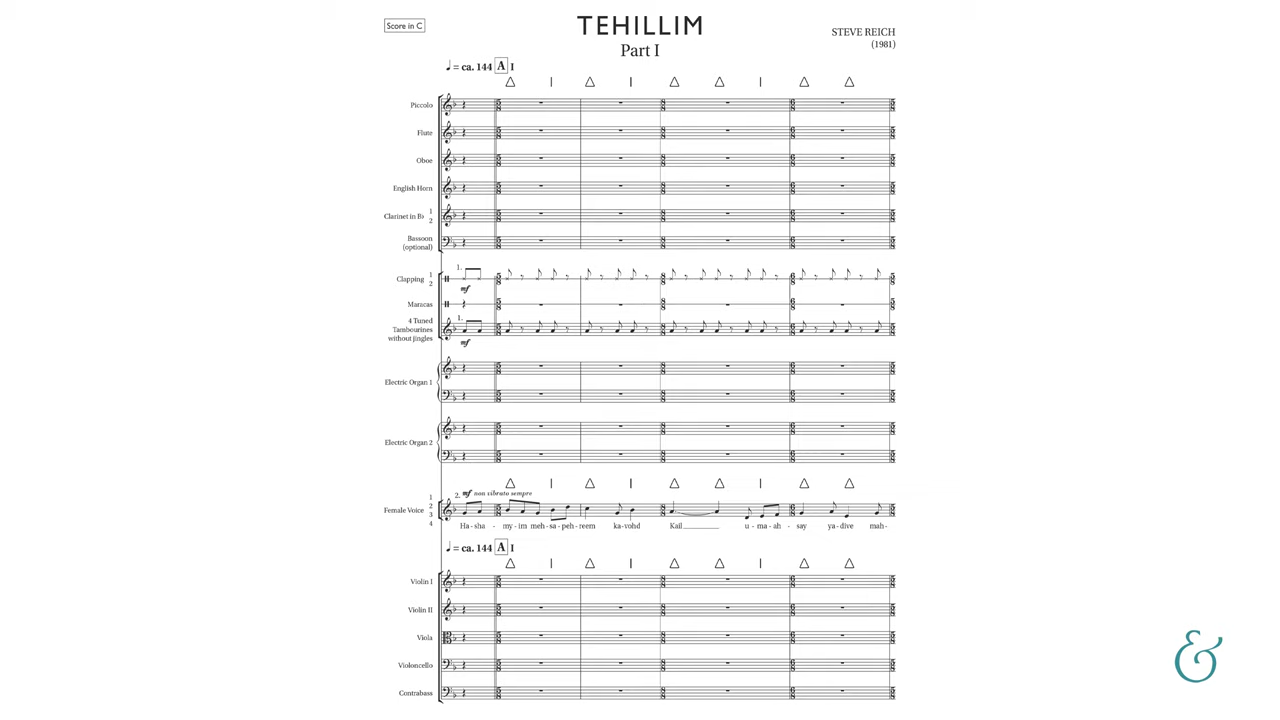 Score in C
TEHILLIM
Part I
STEVE REICH
(1981)
♩ = ca. 144 A I
Piccolo
Flute
Oboe
English Horn
Clarinet in B♭ 1 2
Bassoon
(optional)
1.
Clapping 1 2
mf
Maracas
1.
4 Tuned
Tambourines
without jingles
mf
Electric Organ 1
Electric Organ 2
2. mf non vibrato sempre
Female Voice 1 2 3 4
Ha - sha - my - im meh - sa - peh - reem ka - vohd Kail u - ma - ah - say ya - dive mah -
♩ = ca. 144 A I
Violin I
Violin II
Viola
Violoncello
Contrabass
&